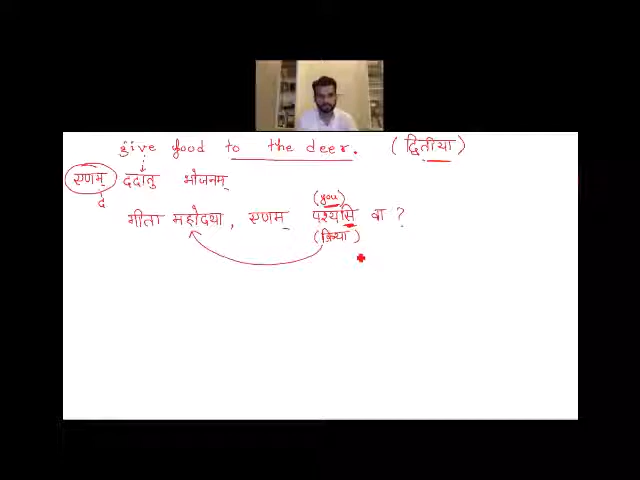 give food to the deer. (द्वितीया)
एणम् ददातु भोजनम्
दे
(you)
गीता महोदया, एणम् पश्यसि वा ?
(क्रिया)